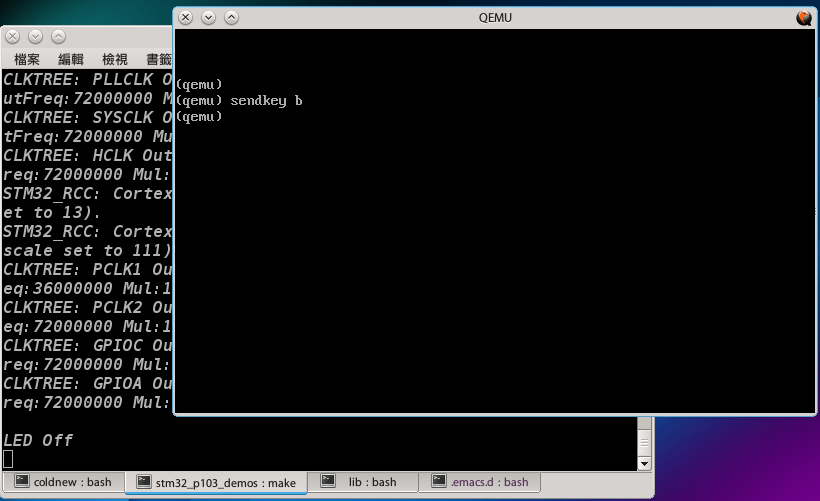 QEMU
(qemu)
(qemu) sendkey b
(qemu)
檔案 編輯 檢視 書籤
CLKTREE: PLLCLK O
utFreq:72000000 M
CLKTREE: SYSCLK O
tFreq:72000000 Mu
CLKTREE: HCLK Out
req:72000000 Mul:
STM32_RCC: Cortex
et to 13).
STM32_RCC: Cortex
scale set to 111)
CLKTREE: PCLK1 Ou
eq:36000000 Mul:1
CLKTREE: PCLK2 Ou
eq:72000000 Mul:1
CLKTREE: GPIOC Ou
req:72000000 Mul:
CLKTREE: GPIOA Ou
req:72000000 Mul:
LED Off
coldnew : bash
stm32_p103_demos : make
lib : bash
.emacs.d : bash